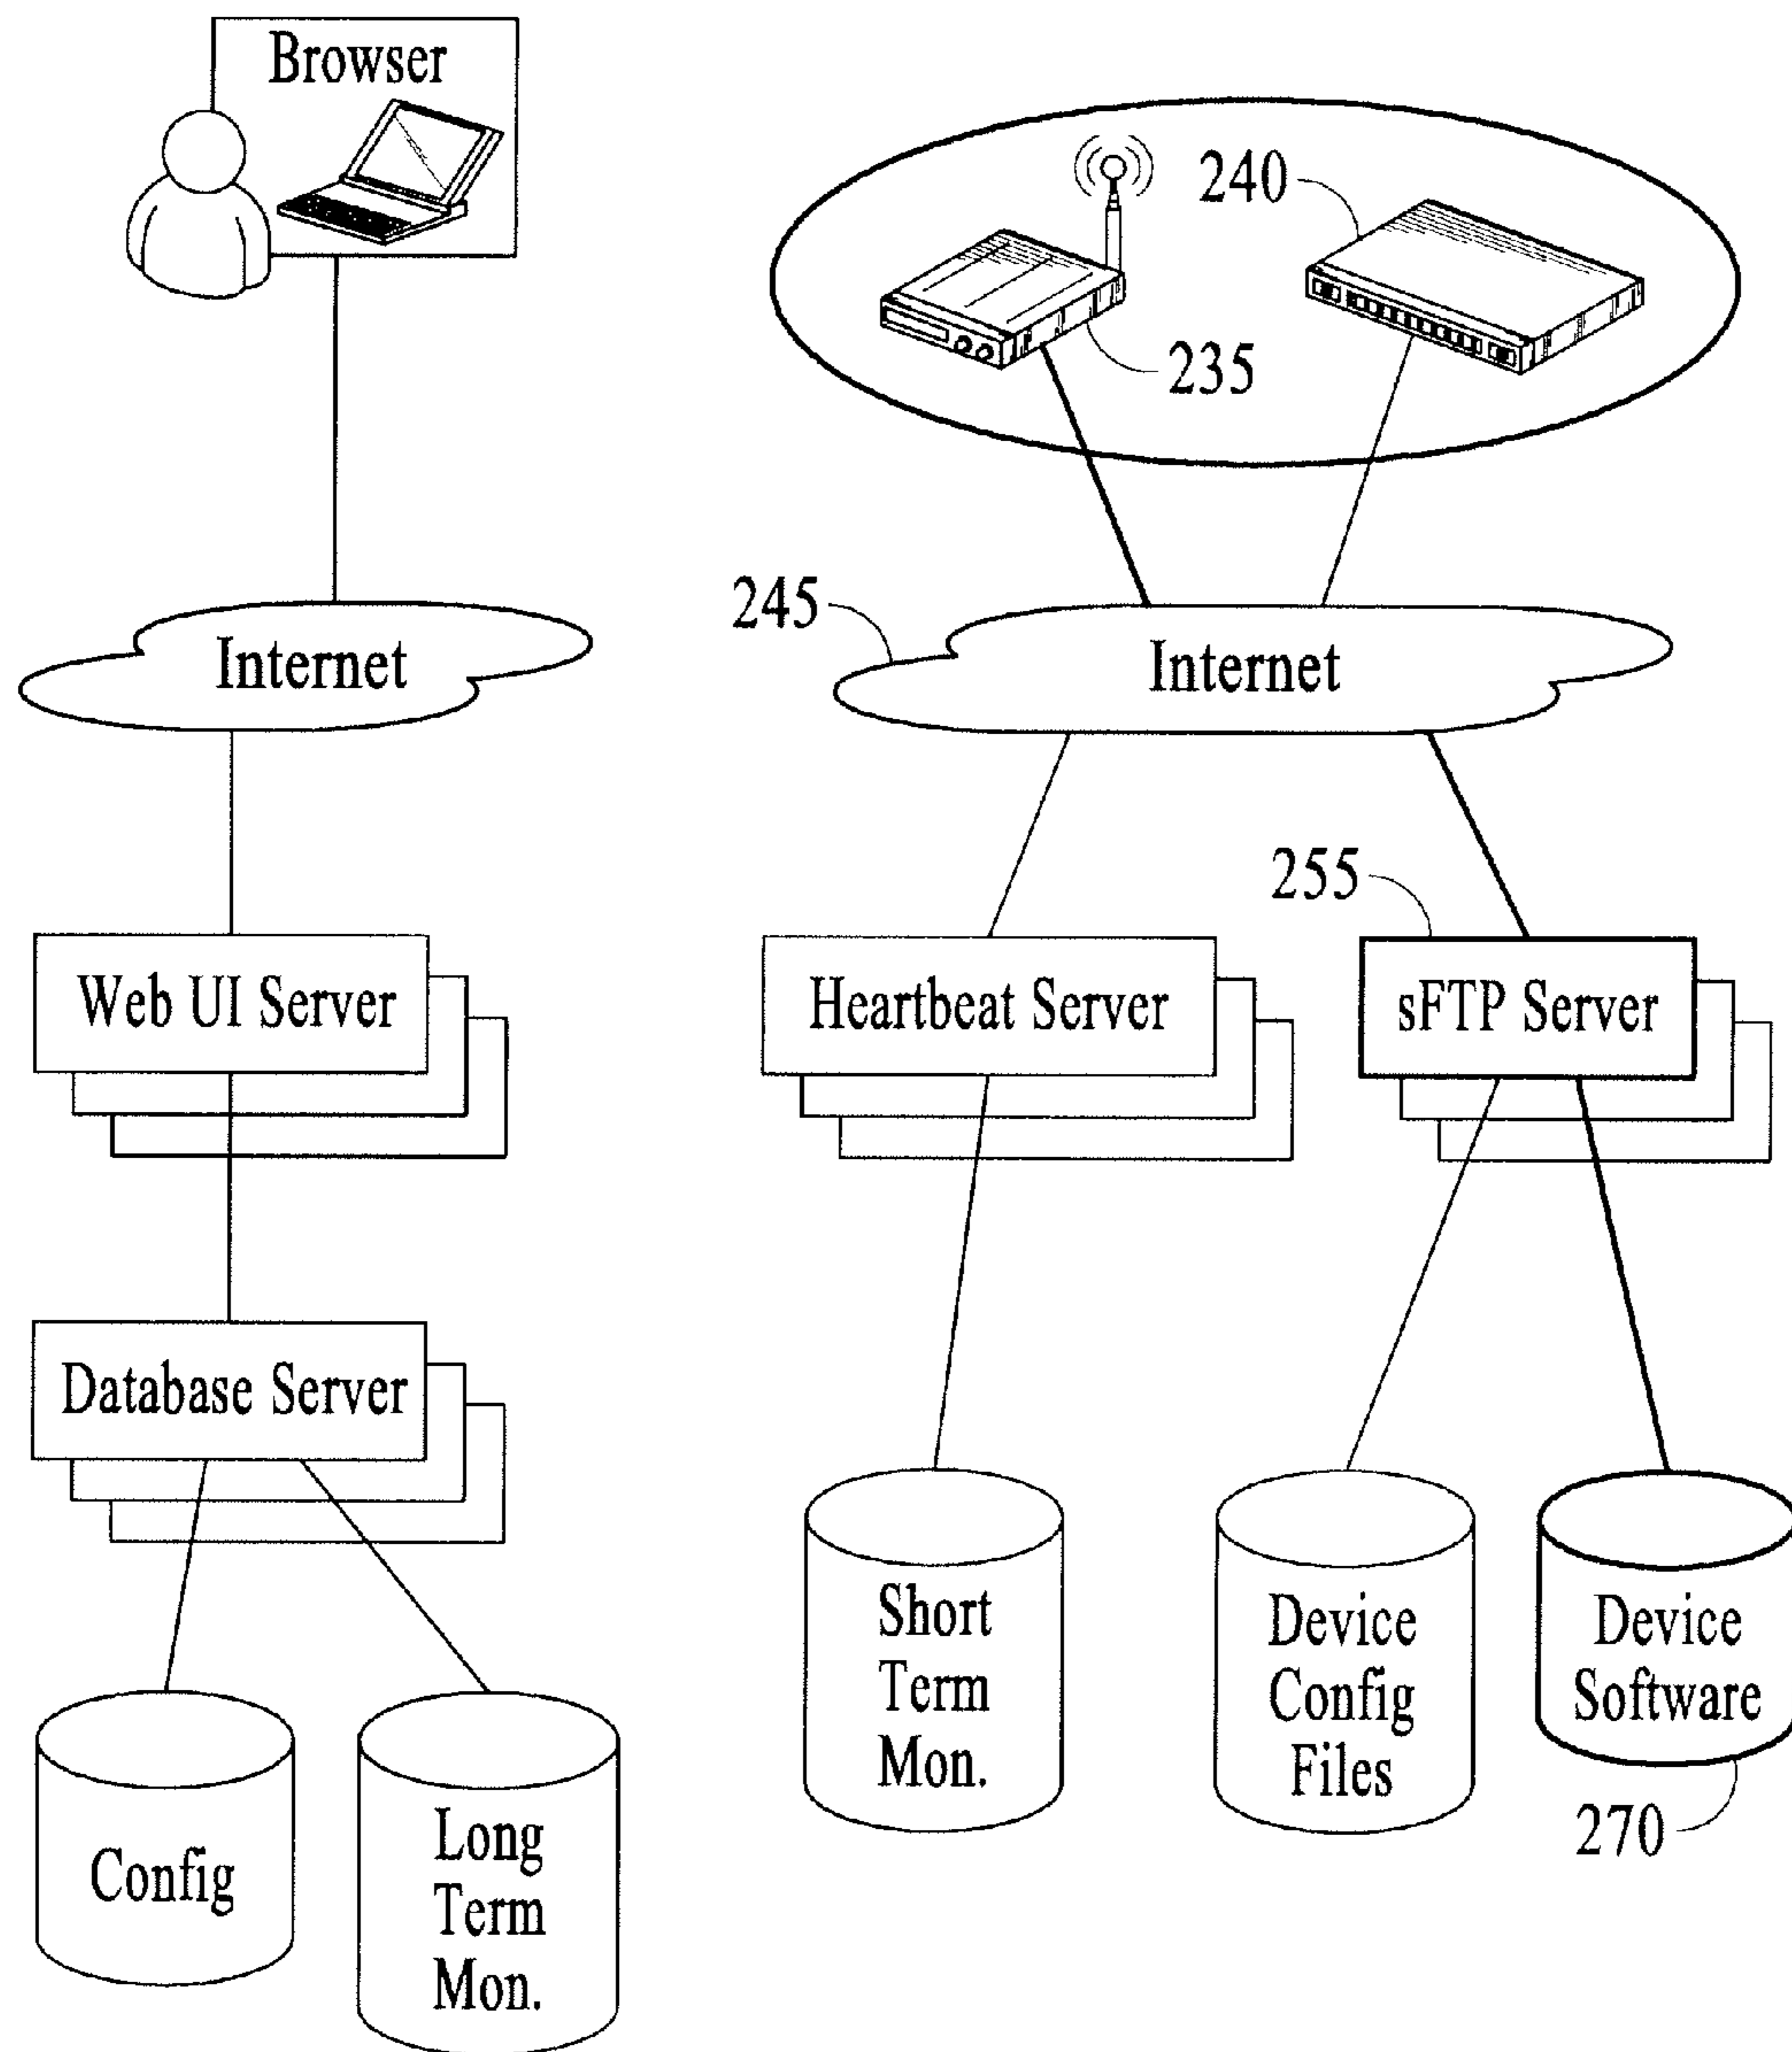 Browser
240
235
Internet
245
Internet
255
Web UI Server
Heartbeat Server
sFTP Server
Database Server
Short
Term
Mon.
Device
Config
Files
Device
Software
270
Config
Long
Term
Mon.